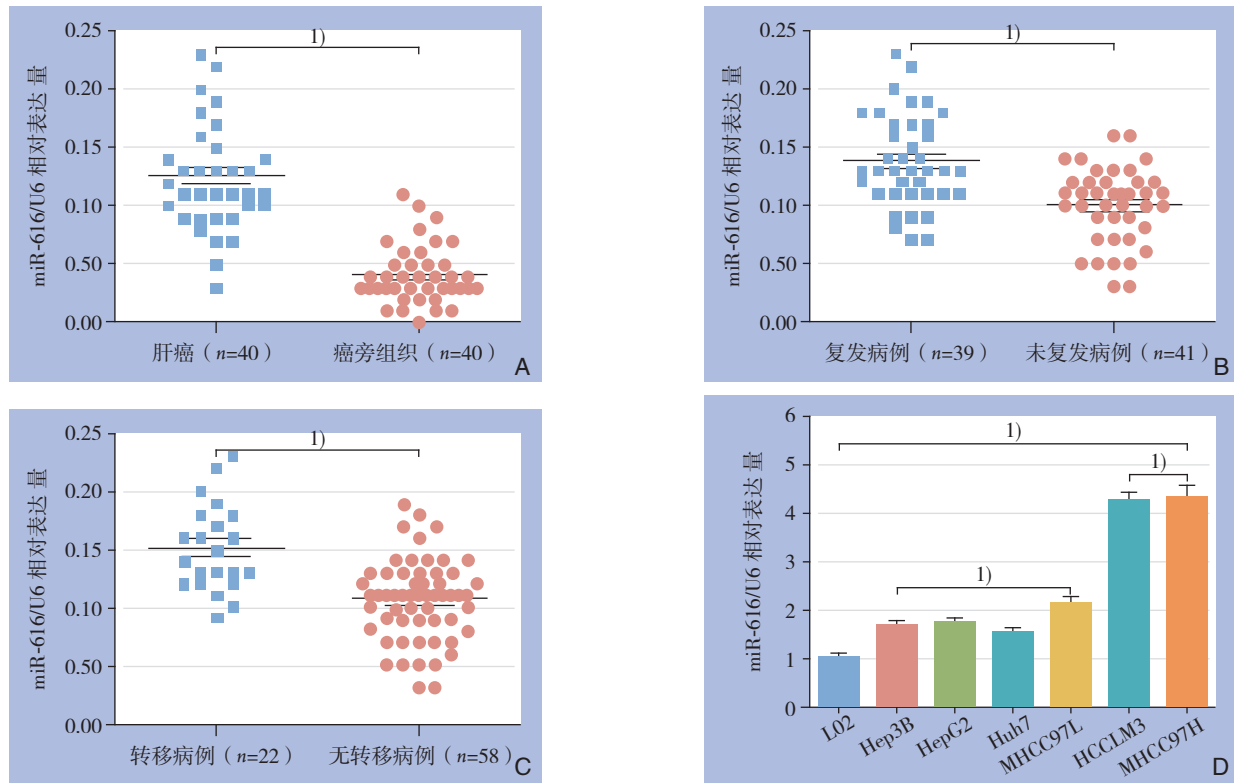 0.25
0.20
0.15
0.10
0.50
0.00
miR-616/U6 相对表达 量
1)
肝癌（n=40）
癌旁组织（n=40）
A
0.25
0.20
0.15
0.10
0.50
0.00
miR-616/U6 相对表达 量
1)
复发病例（n=39）
未复发病例（n=41）
B
0.25
0.20
0.15
0.10
0.50
0.00
miR-616/U6 相对表达 量
1)
转移病例（n=22）
无转移病例（n=58）
C
6
5
4
3
2
1
0
miR-616/U6 相对表达 量
1)
1)
1)
L02
Hep3B
HepG2
Huh7
MHCC97L
HCCLM3
MHCC97H
D